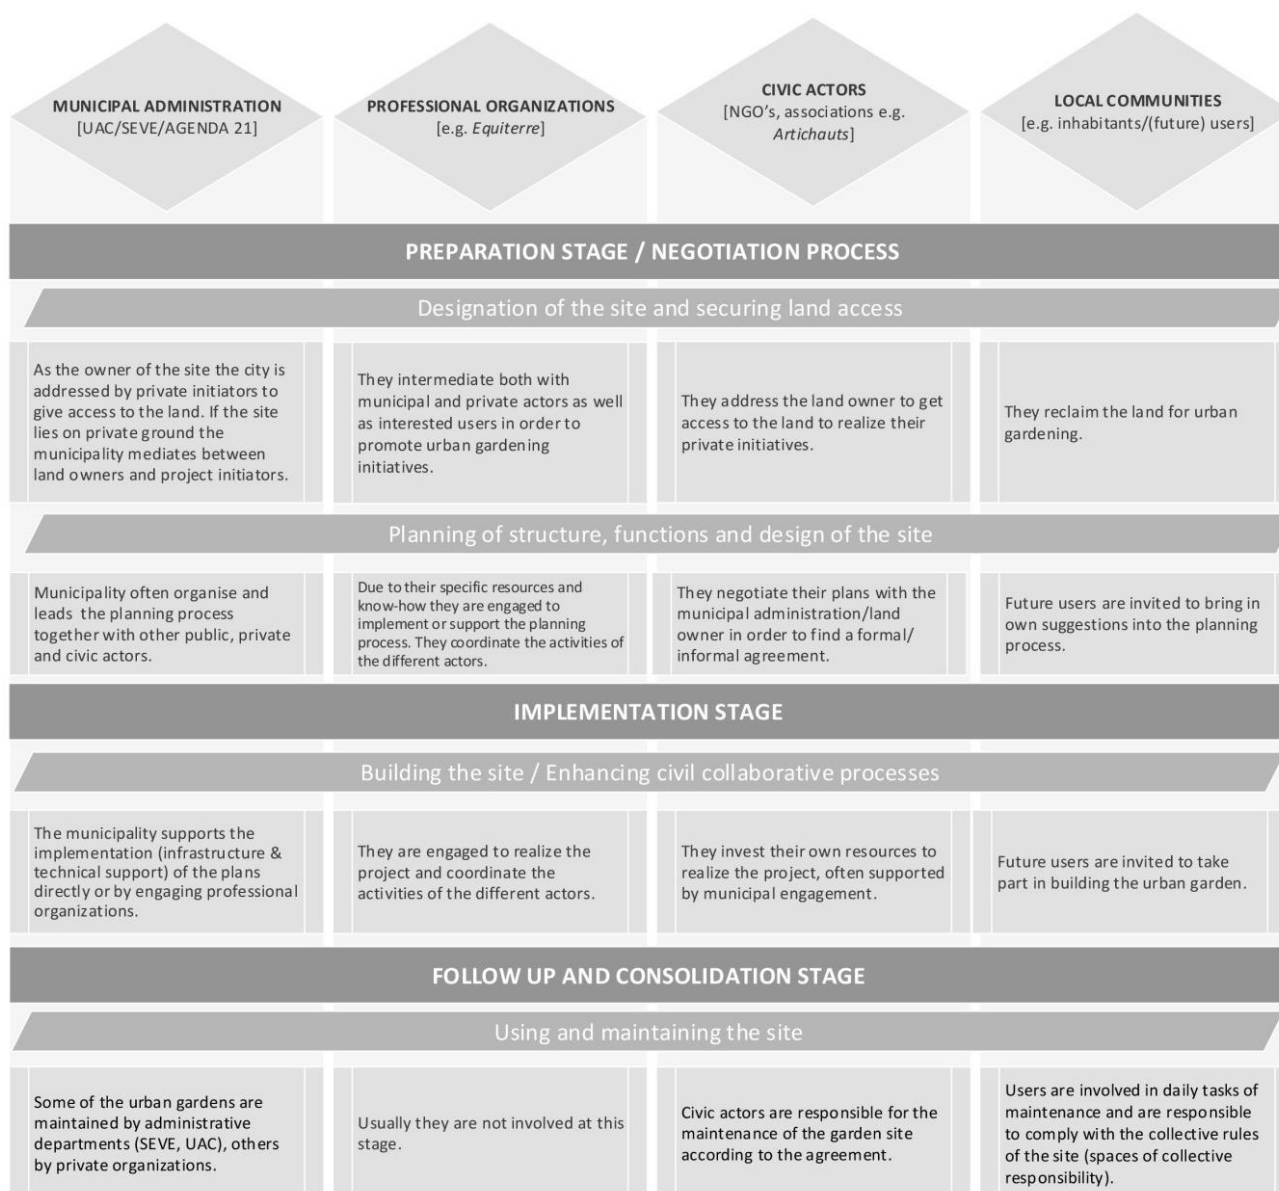 MUNICIPAL ADMINISTRATION
[UAC/SEVE/AGENDA 21]
PROFESSIONAL ORGANIZATIONS
[e.g. Equiterre]
CIVIC ACTORS
[NGO's, associations e.g.
Artichauts]
LOCAL COMMUNITIES
[e.g. inhabitants/(future) users]
PREPARATION STAGE / NEGOTIATION PROCESS
Designation of the site and securing land access
As the owner of the site the city is
addressed by private initiators to
give access to the land. If the site
lies on private ground the
municipality mediates between
land owners and project initiators.
They intermediate both with
municipal and private actors as well
as interested users in order to
promote urban gardening
initiatives.
They address the land owner to get
access to the land to realize their
private initiatives.
They reclaim the land for urban
gardening.
Planning of structure, functions and design of the site
Municipality often organise and
leads the planning process
together with other public, private
and civic actors.
Due to their specific resources and
know-how they are engaged to
implement or support the planning
process. They coordinate the activities of
the different actors.
They negotiate their plans with the
municipal administration/land
owner in order to find a formal/
informal agreement.
Future users are invited to bring in
own suggestions into the planning
process.
IMPLEMENTATION STAGE
Building the site / Enhancing civil collaborative processes
The municipality supports the
implementation (infrastructure &
technical support) of the plans
directly or by engaging professional
organizations.
They are engaged to realize the
project and coordinate the
activities of the different actors.
They invest their own resources to
realize the project, often supported
by municipal engagement.
Future users are invited to take
part in building the urban garden.
FOLLOW UP AND CONSOLIDATION STAGE
Using and maintaining the site
Some of the urban gardens are
maintained by administrative
departments (SEVE, UAC), others
by private organizations.
Usually they are not involved at this
stage.
Civic actors are responsible for the
maintenance of the garden site
according to the agreement.
Users are involved in daily tasks of
maintenance and are responsible
to comply with the collective rules
of the site (spaces of collective
responsibility).